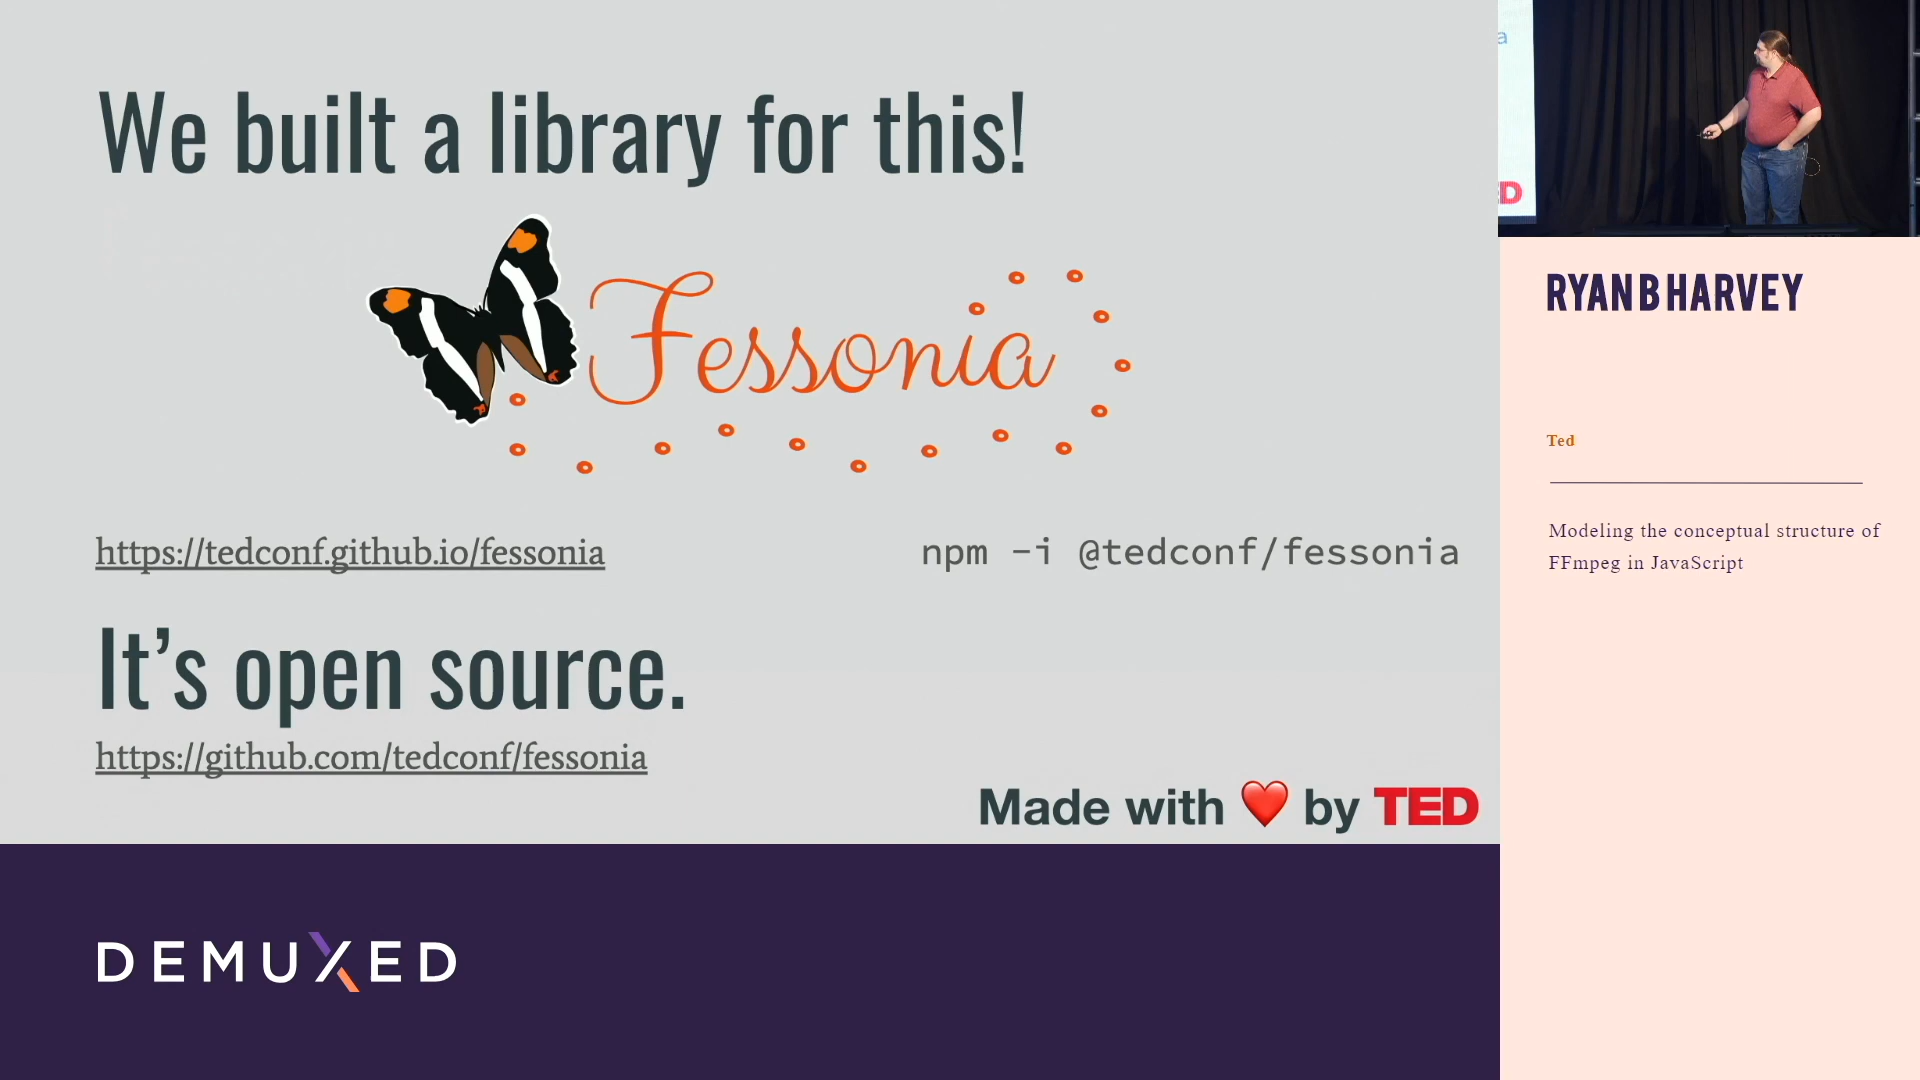 We built a library for this!
Fessonia
https://tedconf.github.io/fessonia
npm -i @tedconf/fessonia
It's open source.
https://github.com/tedconf/fessonia
Made with ❤️ by TED
DEMUXED
a
ED
RYAN B HARVEY
Ted
Modeling the conceptual structure of
FFmpeg in JavaScript